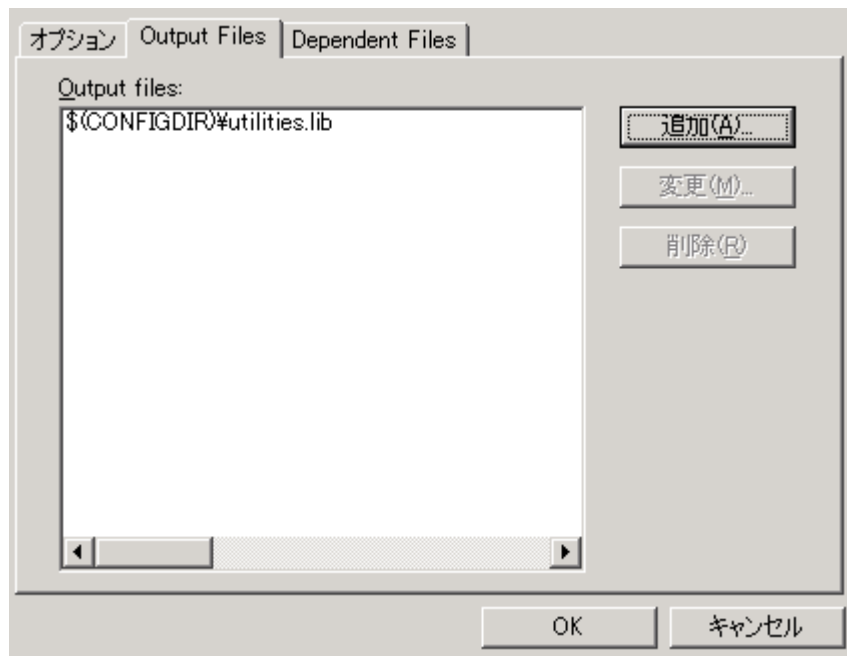 オプション Output Files Dependent Files
Output files:
$(CONFIGDIR)¥utilities.lib
追加(A)...
変更(M)...
削除(R)
OK キャンセル